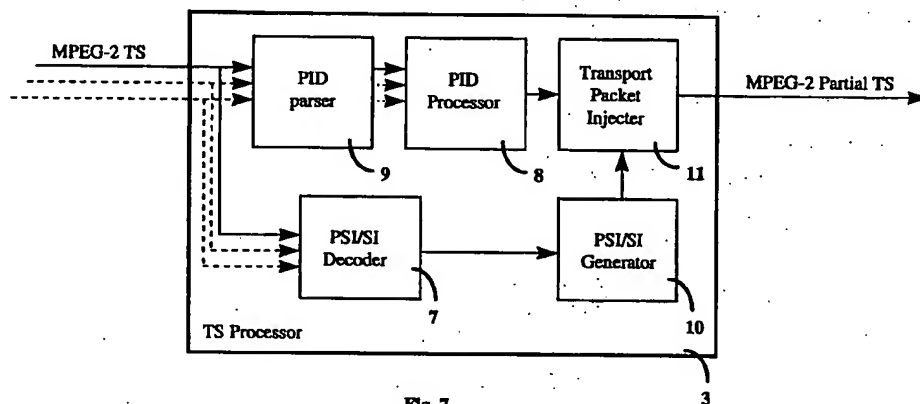 MPEG-2 TS
PID
parser
9
PID
Processor
8
Transport
Packet
Injecter
11
MPEG-2 Partial TS
PSI/SI
Decoder
7
PSI/SI
Generator
10
TS Processor
3